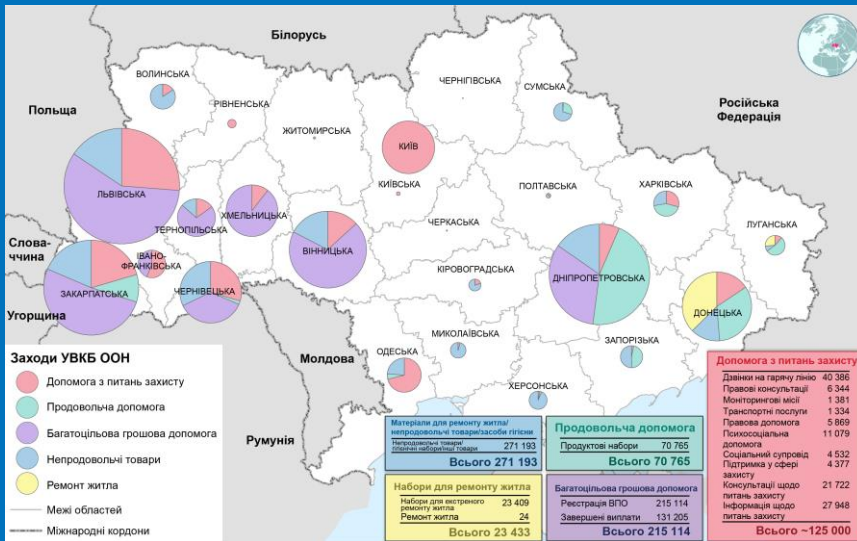 Білорусь
Польща
Російська
Федерація
Слова-
ччина
Угорщина
Молдова
Румунія
ВОЛИНСЬКА
РІВНЕНСЬКА
ЖИТОМИРСЬКА
ЧЕРНІГІВСЬКА
СУМСЬКА
КИЇВ
КИЇВСЬКА
ЛЬВІВСЬКА
ТЕРНОПІЛЬСЬКА
ХМЕЛЬНИЦЬКА
ПОЛТАВСЬКА
ХАРКІВСЬКА
ЛУГАНСЬКА
ЧЕРКАСЬКА
ВІННИЦЬКА
ІВАНО-
ФРАНКІВСЬКА
ЗАКАРПАТСЬКА
ЧЕРНІВЕЦЬКА
КІРОВОГРАДСЬКА
ДНІПРОПЕТРОВСЬКА
ДОНЕЦЬКА
МИКОЛАЇВСЬКА
ЗАПОРІЗЬКА
ОДЕСЬКА
ХЕРСОНСЬКА
Заходи УВКБ ООН
Допомога з питань захисту
Продовольча допомога
Багатоцільова грошова допомога
Непродовольчі товари
Ремонт житла
Межі областей
Міжнародні кордони
Матеріали для ремонту житла/
непродовольчі товари/засоби гігієни
Непродовольчі товари/
гігієнічні набори/інші товари 271 193
Всього 271 193
Продовольча допомога
Продуктові набори 70 765
Всього 70 765
Набори для ремонту житла
Набори для екстреного
ремонту житла 23 409
Ремонт житла 24
Всього 23 433
Багатоцільова грошова допомога
Реєстрація ВПО 215 114
Завершені виплати 131 205
Всього 215 114
Допомога з питань захисту
Дзвінки на гарячу лінію 40 386
Правові консультації 6 344
Моніторингові місії 1 381
Транспортні послуги 1 334
Правова допомога 5 869
Психосоціальна 11 079
допомога
Соціальний супровід 4 532
Підтримка у сфері 4 377
захисту
Консультації щодо 21 722
питань захисту
Інформація щодо 27 948
питань захисту
Всього ~125 000